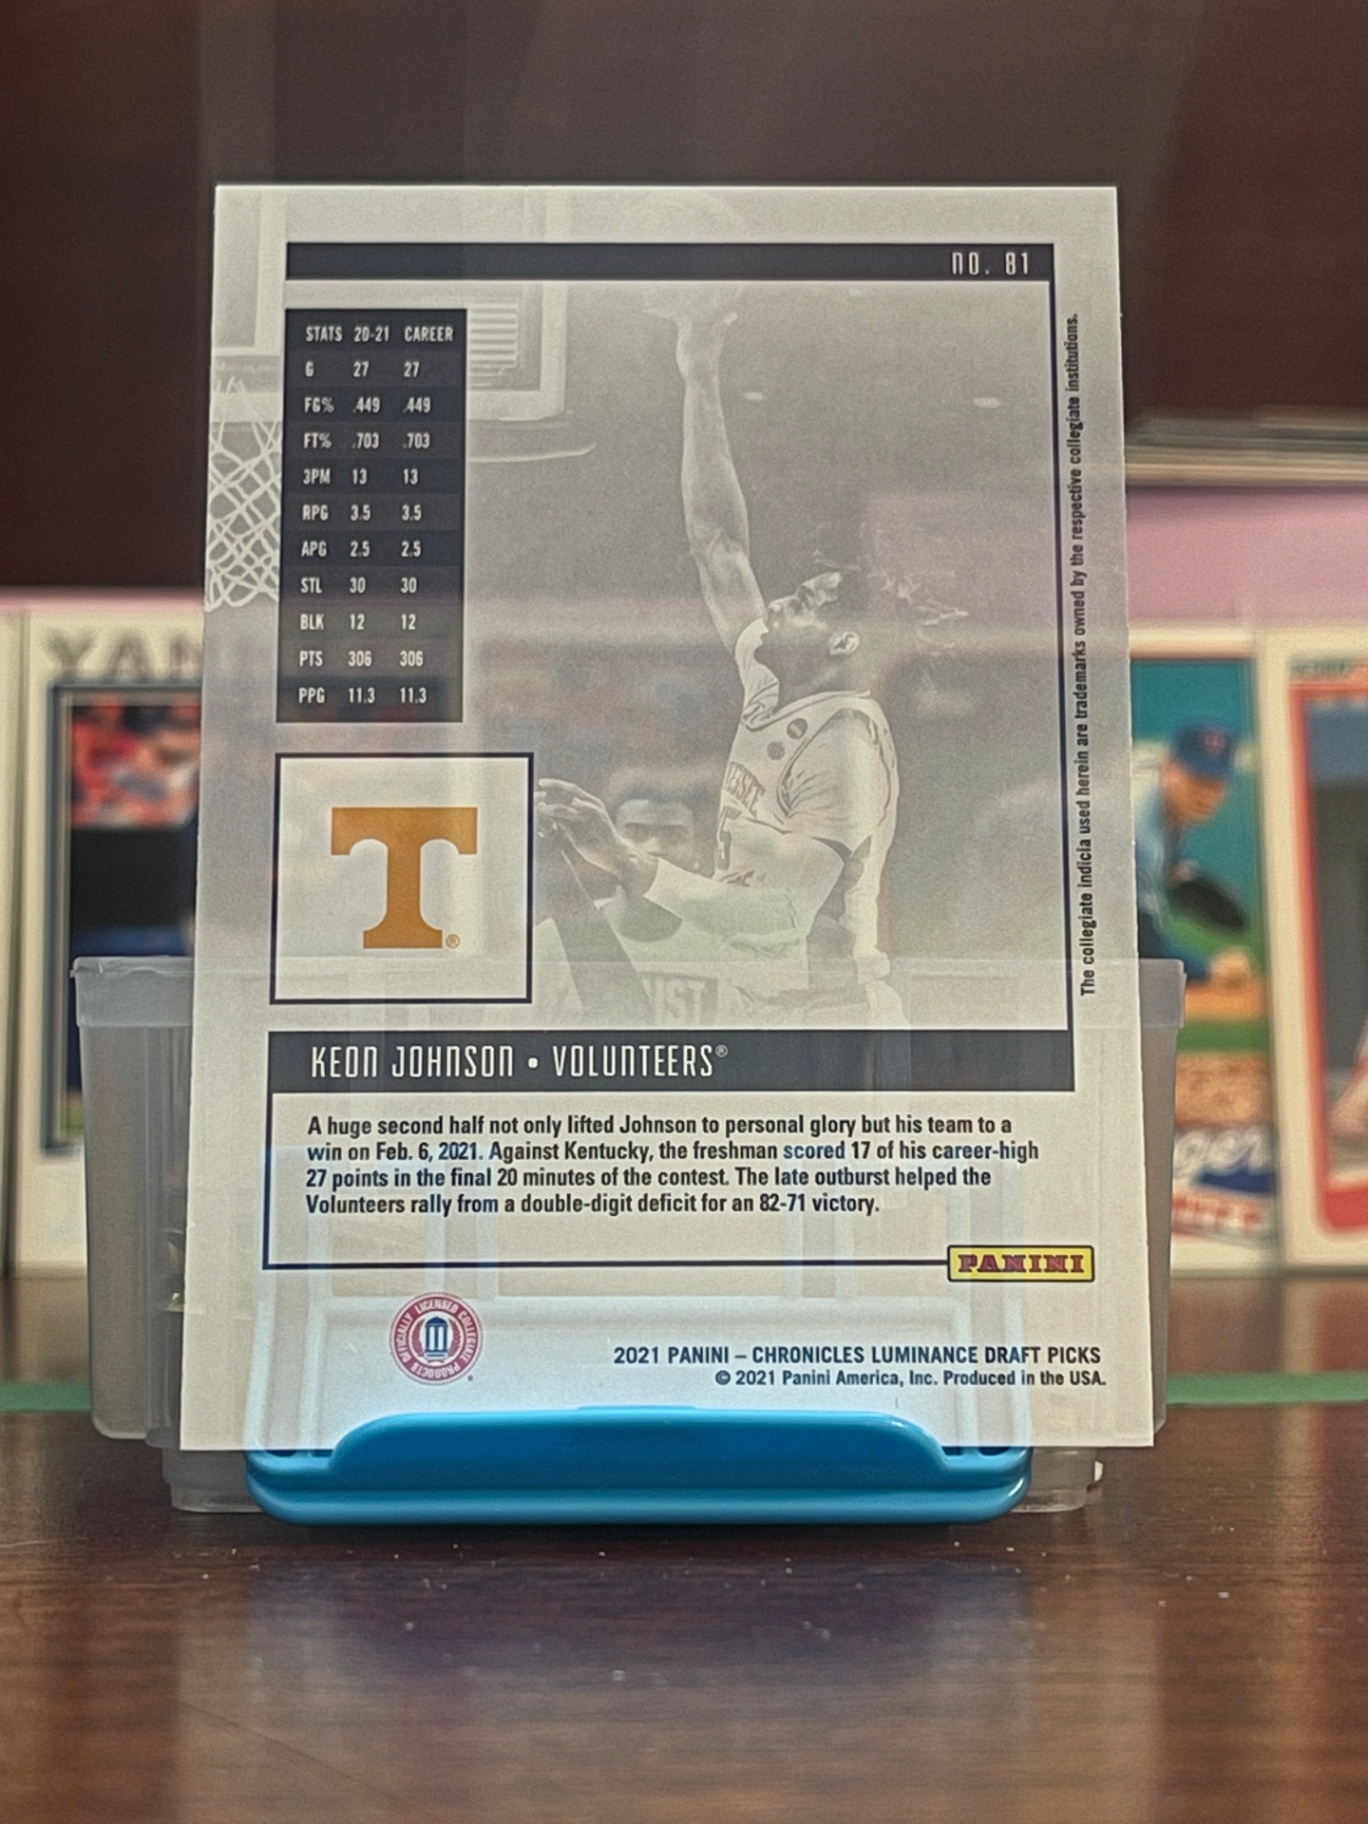 NO. 81
STATS 20-21 CAREER
G 27 27
FG% .449 .449
FT% .703 .703
3PM 13 13
RPG 3.5 3.5
APG 2.5 2.5
STL 30 30
BLK 12 12
PTS 306 306
PPG 11.3 11.3
The collegiate indicia used herein are trademarks owned by the respective collegiate institutions.
T®
KEON JOHNSON • VOLUNTEERS®
A huge second half not only lifted Johnson to personal glory but his team to a
win on Feb. 6, 2021. Against Kentucky, the freshman scored 17 of his career-high
27 points in the final 20 minutes of the contest. The late outburst helped the
Volunteers rally from a double-digit deficit for an 82-71 victory.
PANINI
OFFICIALLY LICENSED COLLEGIATE PRODUCTS
2021 PANINI – CHRONICLES LUMINANCE DRAFT PICKS
© 2021 Panini America, Inc. Produced in the USA.
YAN